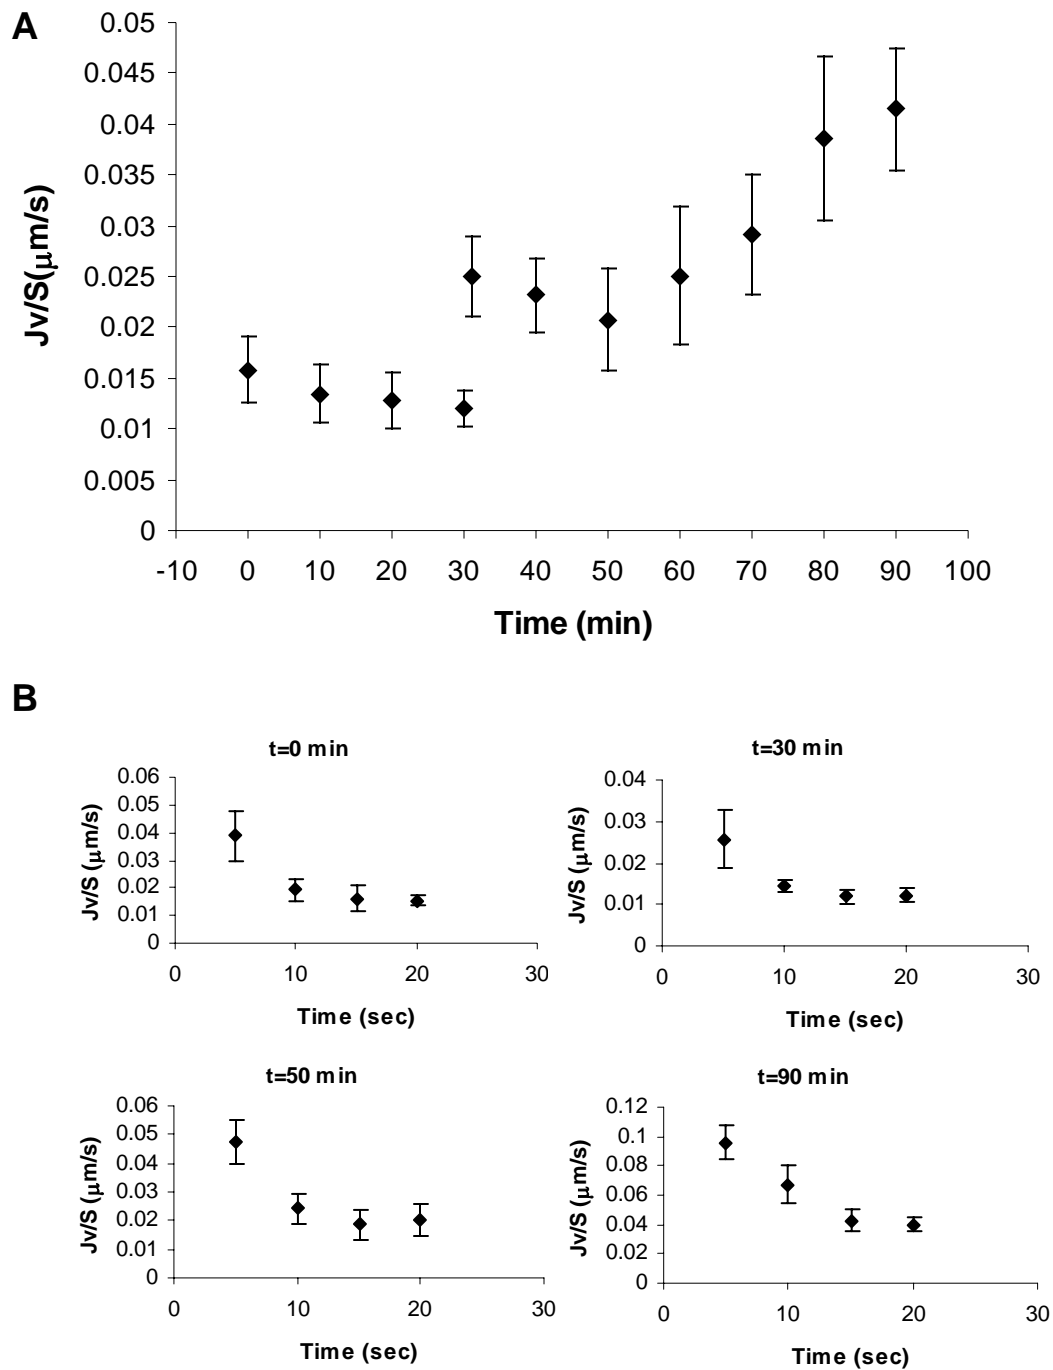 A
0.05
0.045
0.04
0.035
0.03
0.025
0.02
0.015
0.01
0.005
0
Jv/S(μm/s)
-10 0 10 20 30 40 50 60 70 80 90 100
Time (min)
B
t=0 min
0.06
0.05
0.04
0.03
0.02
0.01
0
Jv/S (μm/s)
0 10 20 30
Time (sec)
t=30 min
0.04
0.03
0.02
0.01
0
Jv/S (μm/s)
0 10 20 30
Time (sec)
t=50 min
0.06
0.05
0.04
0.03
0.02
0.01
0
Jv/S (μm/s)
0 10 20 30
Time (sec)
t=90 min
0.12
0.1
0.08
0.06
0.04
0.02
0
Jv/S (μm/s)
0 10 20 30
Time (sec)